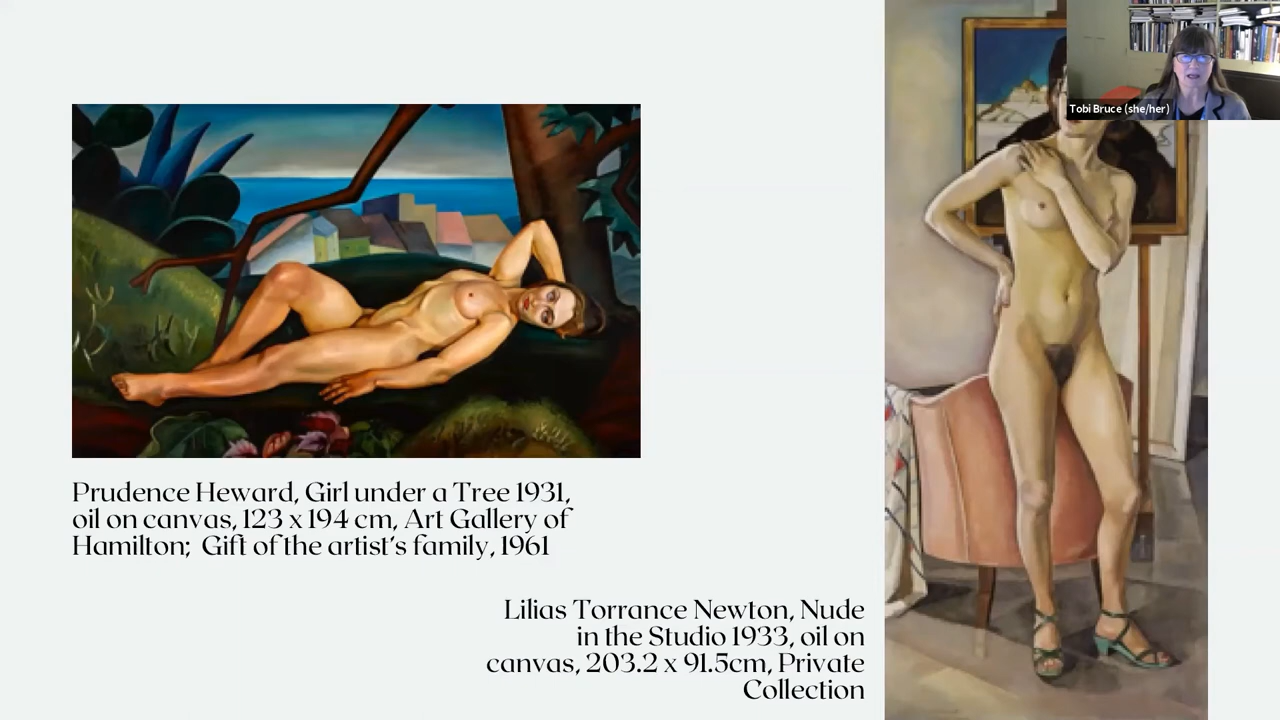 Tobi Bruce (she/her)
Prudence Heward, Girl under a Tree 1931,
oil on canvas, 123 x 194 cm, Art Gallery of
Hamilton;  Gift of the artist's family, 1961
Lilias Torrance Newton, Nude
in the Studio 1933, oil on
canvas, 203.2 x 91.5cm, Private
Collection